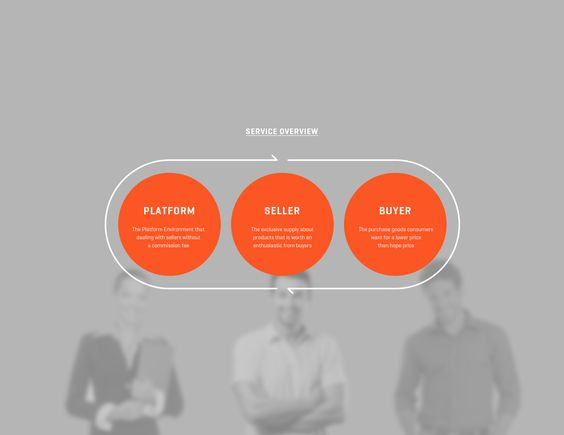 SERVICE OVERVIEW
PLATFORM
The Platform Environment that
dealing with sellers without
a commission fee
SELLER
The exclusive supply about
products that is worth an
enthusiastic from buyers
BUYER
The purchase goods consumers
want for a lower price
than hope price